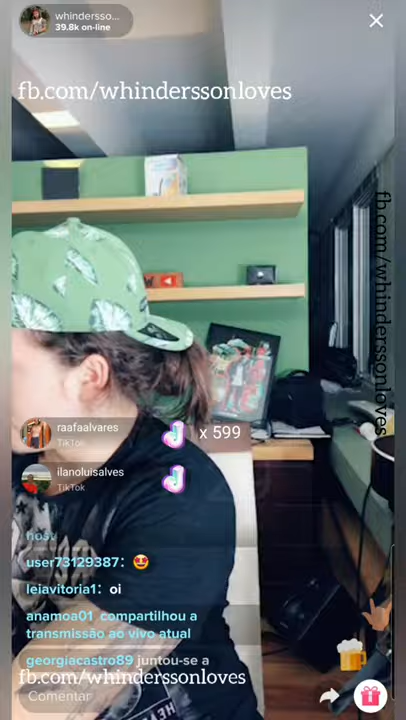 whindersso...
39.8k on-line
fb.com/whinderssonloves
fb.com/whinderssonloves
raafaalvares
TikTok
x 599
ilanoluisalves
TikTok
host
user73129387:
leiavitoria1: oi
anamoa01 compartilhou a
transmissão ao vivo atual
georgiacastro89 juntou-se a
fb.com/whinderssonloves
Comentar